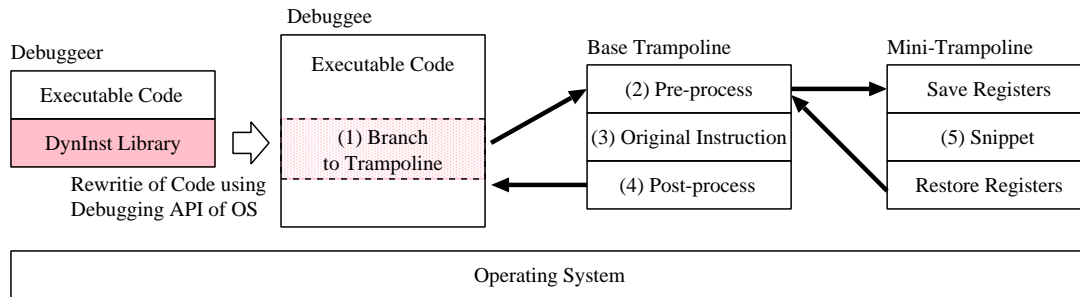 Debuggeer
Executable Code
DynInst Library
Rewritie of Code using
Debugging API of OS
Debuggee
Executable Code
(1) Branch
to Trampoline
Base Trampoline
(2) Pre-process
(3) Original Instruction
(4) Post-process
Mini-Trampoline
Save Registers
(5) Snippet
Restore Registers
Operating System